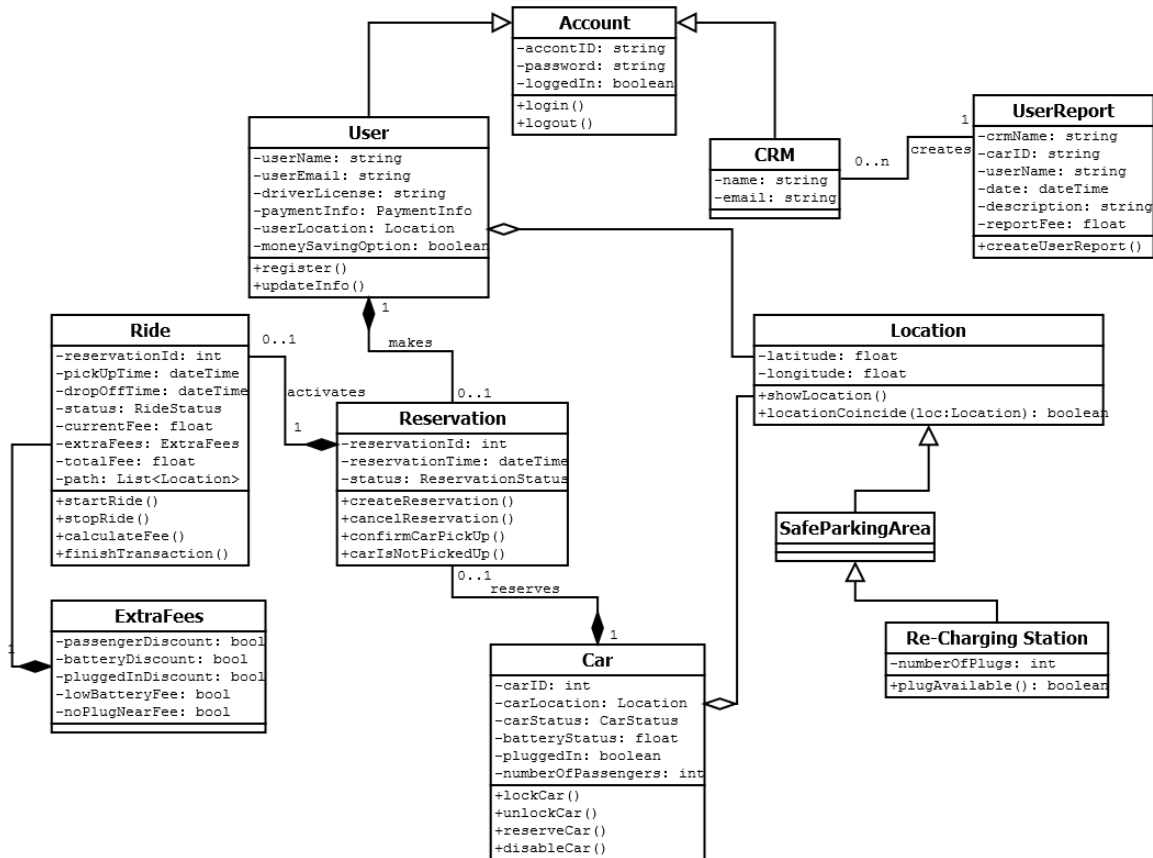 Account
-accontID: string
-password: string
-loggedIn: boolean
+login()
+logout()
User
-userName: string
-userEmail: string
-driverLicense: string
-paymentInfo: PaymentInfo
-userLocation: Location
-moneySavingOption: boolean
+register()
+updateInfo()
CRM
-name: string
-email: string
0..n
creates
1
UserReport
-crmName: string
-carID: string
-userName: string
-date: dateTime
-description: string
-reportFee: float
+createUserReport()
1
makes
0..1
Ride
-reservationId: int
-pickUpTime: dateTime
-dropOffTime: dateTime
-status: RideStatus
-currentFee: float
-extraFees: ExtraFees
-totalFee: float
-path: List<Location>
+startRide()
+stopRide()
+calculateFee()
+finishTransaction()
0..1
activates
1
Reservation
-reservationId: int
-reservationTime: dateTime
-status: ReservationStatus
+createReservation()
+cancelReservation()
+confirmCarPickUp()
+carIsNotPickedUp()
Location
-latitude: float
-longitude: float
+showLocation()
+locationCoincide(loc:Location): boolean
SafeParkingArea
Re-Charging Station
-numberOfPlugs: int
+plugAvailable(): boolean
0..1
reserves
1
1
ExtraFees
-passengerDiscount: bool
-batteryDiscount: bool
-pluggedInDiscount: bool
-lowBatteryFee: bool
-noPlugNearFee: bool
Car
-carID: int
-carLocation: Location
-carStatus: CarStatus
-batteryStatus: float
-pluggedIn: boolean
-numberOfPassengers: int
+lockCar()
+unlockCar()
+reserveCar()
+disableCar()